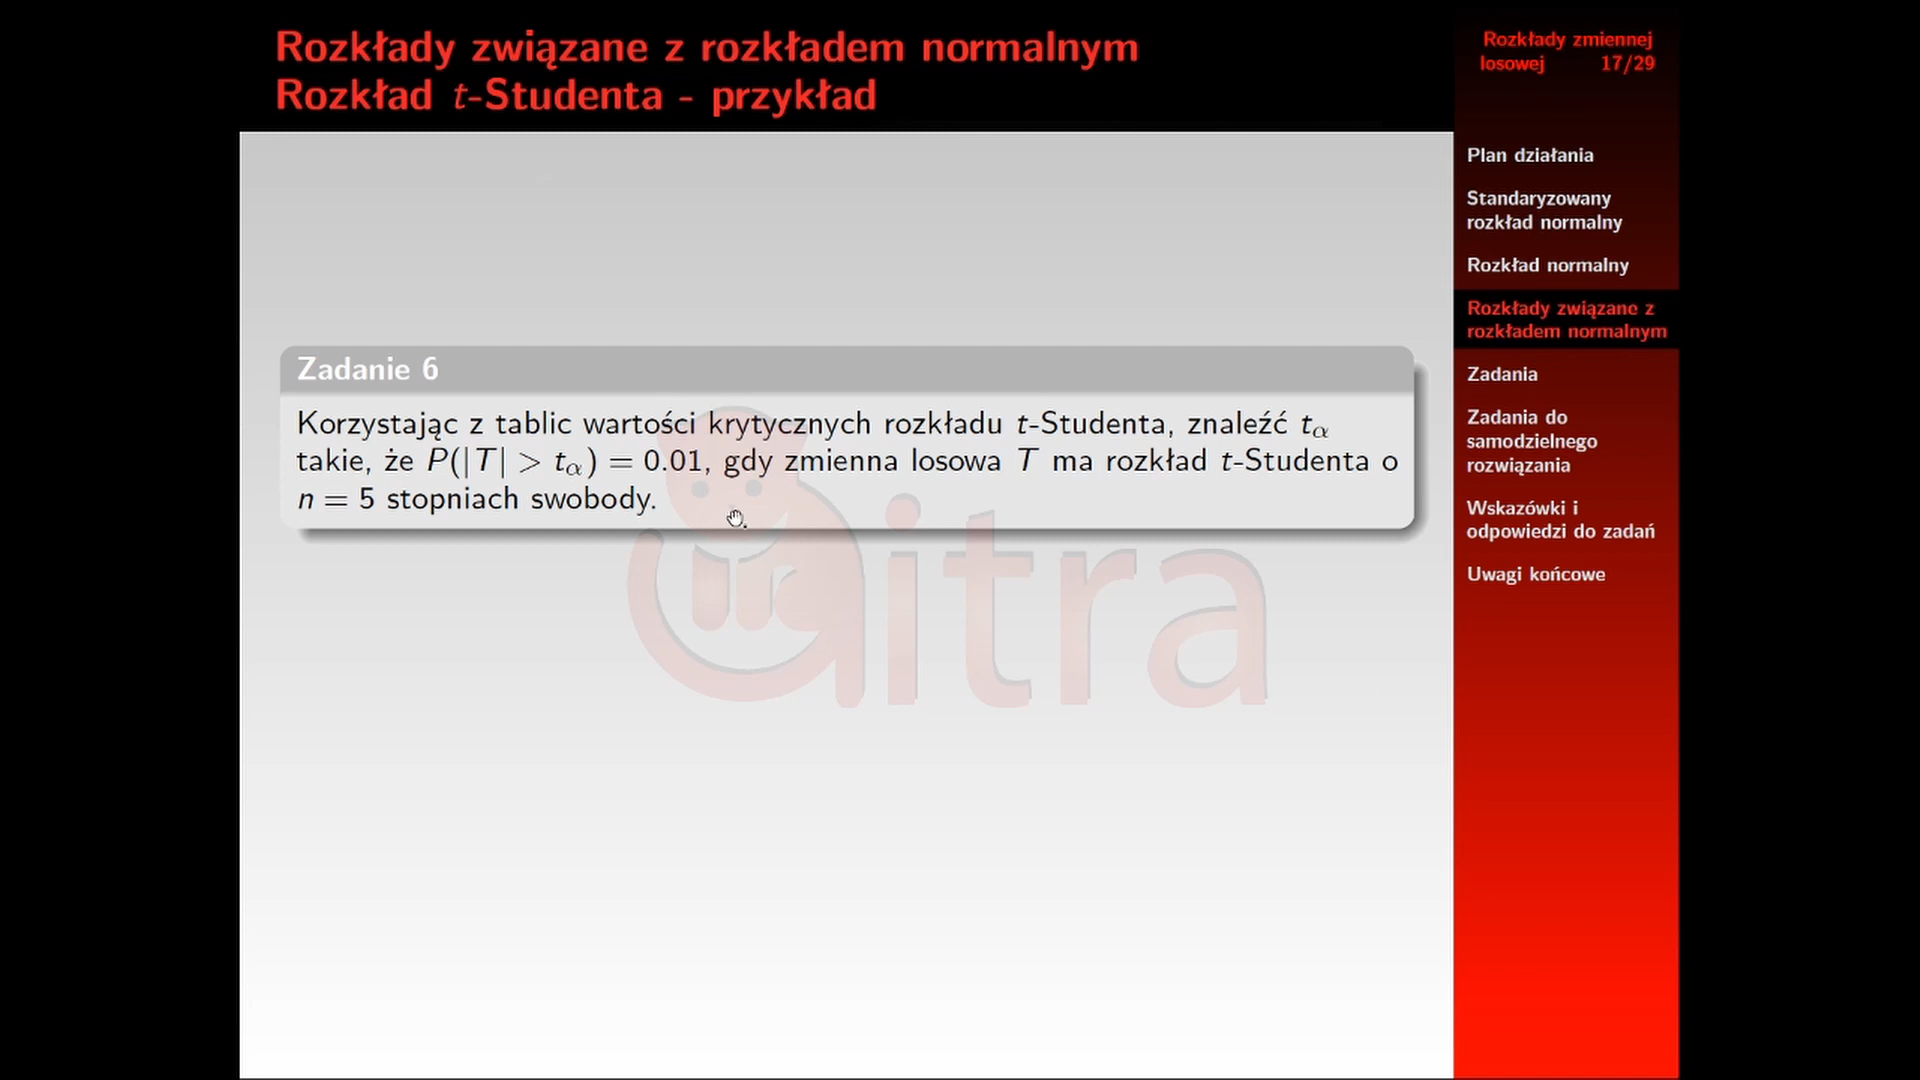 Rozkłady związane z rozkładem normalnym
Rozkład t-Studenta - przykład
Rozkłady zmiennej
losowej 17/29
Plan działania
Standaryzowany
rozkład normalny
Rozkład normalny
Rozkłady związane z
rozkładem normalnym
Zadania
Zadania do
samodzielnego
rozwiązania
Wskazówki i
odpowiedzi do zadań
Uwagi końcowe
Zadanie 6
Korzystając z tablic wartości krytycznych rozkładu t-Studenta, znaleźć tα
takie, że P(|T| > tα) = 0.01, gdy zmienna losowa T ma rozkład t-Studenta o
n = 5 stopniach swobody.
itra